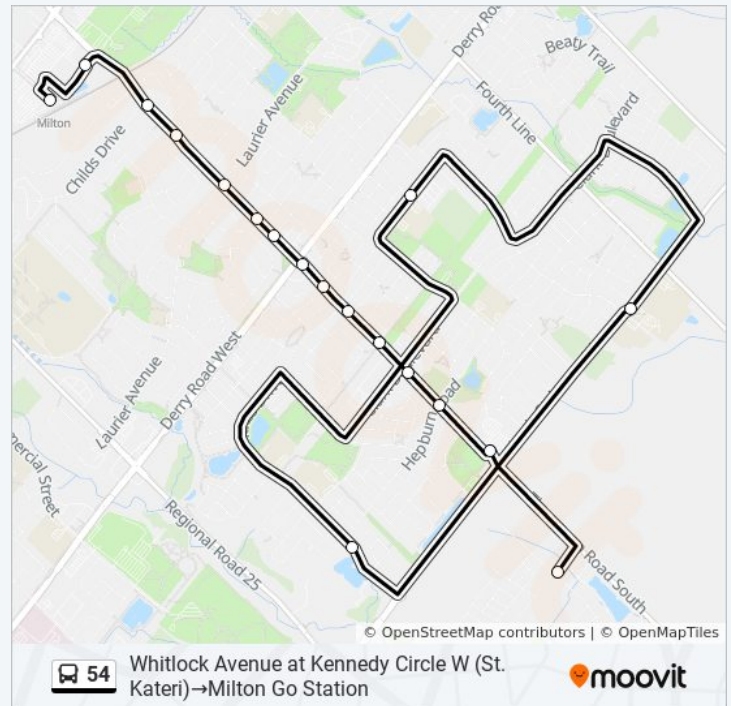 Derry Roa
Beaty Trail
Fourth Line
Laurier Avenue
Milton
Childs Drive
Derry Road West
Laurier Avenue
Hepburn Road
mercial Street
Regional Road 25
Road South
© OpenStreetMap contributors | © OpenMapTiles
54
Whitlock Avenue at Kennedy Circle W (St.
Kateri)→Milton Go Station
moovit